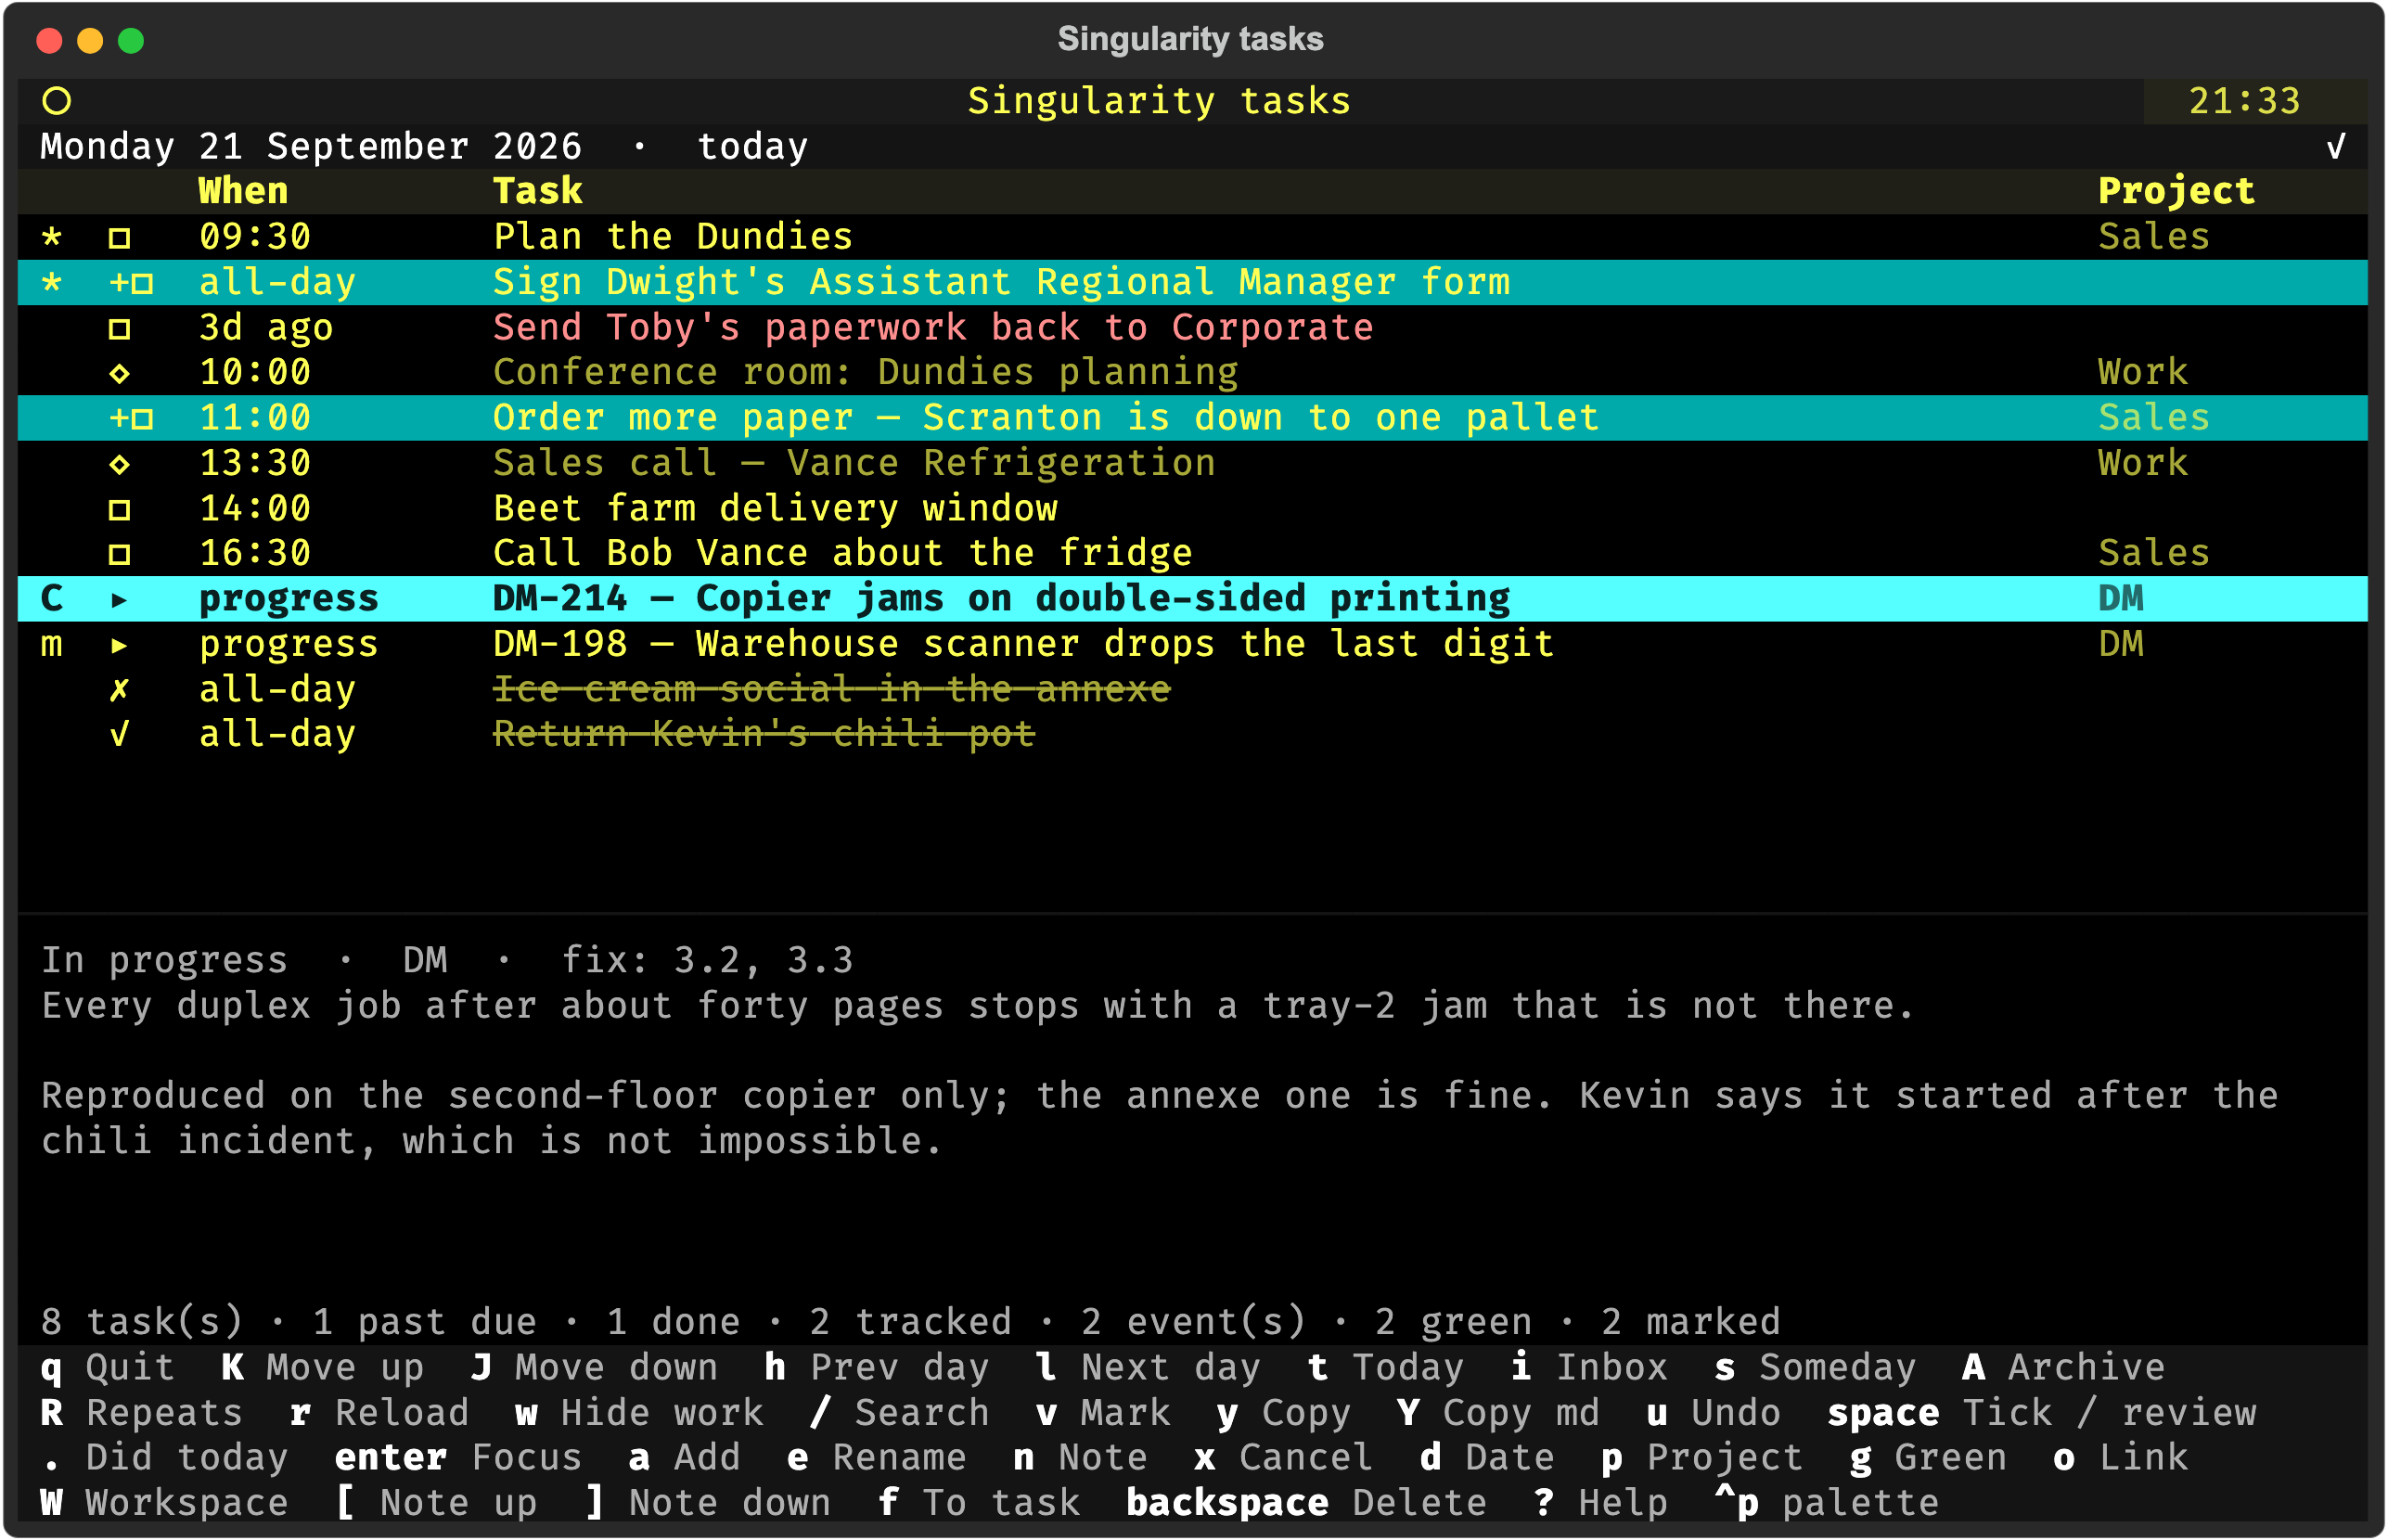 Singularity tasks
Singularity tasks 21:33
Monday 21 September 2026 · today √
When Task Project
* □ 09:30 Plan the Dundies Sales
* +□ all-day Sign Dwight's Assistant Regional Manager form
□ 3d ago Send Toby's paperwork back to Corporate
◇ 10:00 Conference room: Dundies planning Work
+□ 11:00 Order more paper — Scranton is down to one pallet Sales
◇ 13:30 Sales call — Vance Refrigeration Work
□ 14:00 Beet farm delivery window
□ 16:30 Call Bob Vance about the fridge Sales
C ▸ progress DM-214 — Copier jams on double-sided printing DM
m ▸ progress DM-198 — Warehouse scanner drops the last digit DM
✗ all-day Ice cream social in the annexe
√ all-day Return Kevin's chili pot
In progress · DM · fix: 3.2, 3.3
Every duplex job after about forty pages stops with a tray-2 jam that is not there.
Reproduced on the second-floor copier only; the annexe one is fine. Kevin says it started after the
chili incident, which is not impossible.
8 task(s) · 1 past due · 1 done · 2 tracked · 2 event(s) · 2 green · 2 marked
q Quit K Move up J Move down h Prev day l Next day t Today i Inbox s Someday A Archive
R Repeats r Reload w Hide work / Search v Mark y Copy Y Copy md u Undo space Tick / review
. Did today enter Focus a Add e Rename n Note x Cancel d Date p Project g Green o Link
W Workspace [ Note up ] Note down f To task backspace Delete ? Help ^p palette